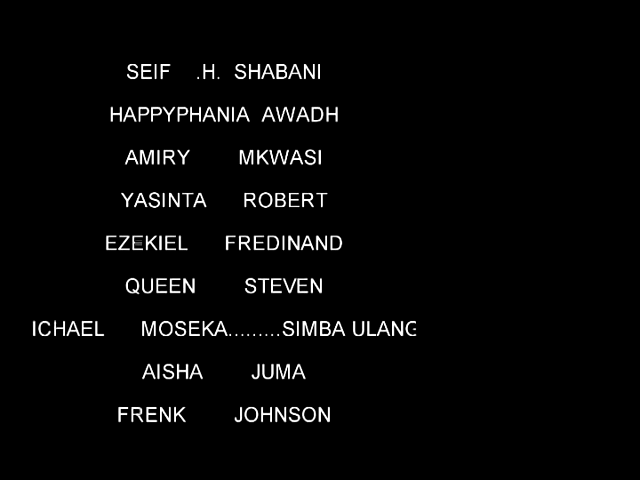 SEIF .H. SHABANI
HAPPYPHANIA AWADH
AMIRY MKWASI
YASINTA ROBERT
EZEKIEL FREDINAND
QUEEN STEVEN
ICHAEL MOSEKA.........SIMBA ULANG
AISHA JUMA
FRENK JOHNSON